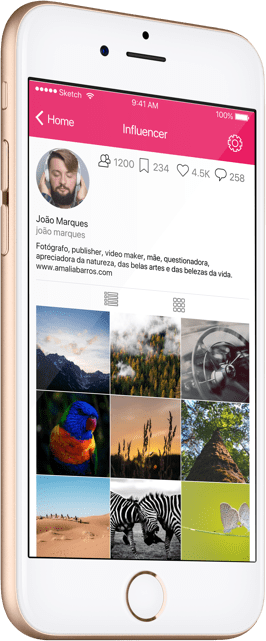 Sketch
9:41 AM
100%
Home
Influencer
1200
234
4.5K
258
João Marques
joão marques
Fotógrafo, publisher, video maker, mãe, questionadora,
apreciadora da natureza, das belas artes e das belezas da vida.
www.amaliabarros.com